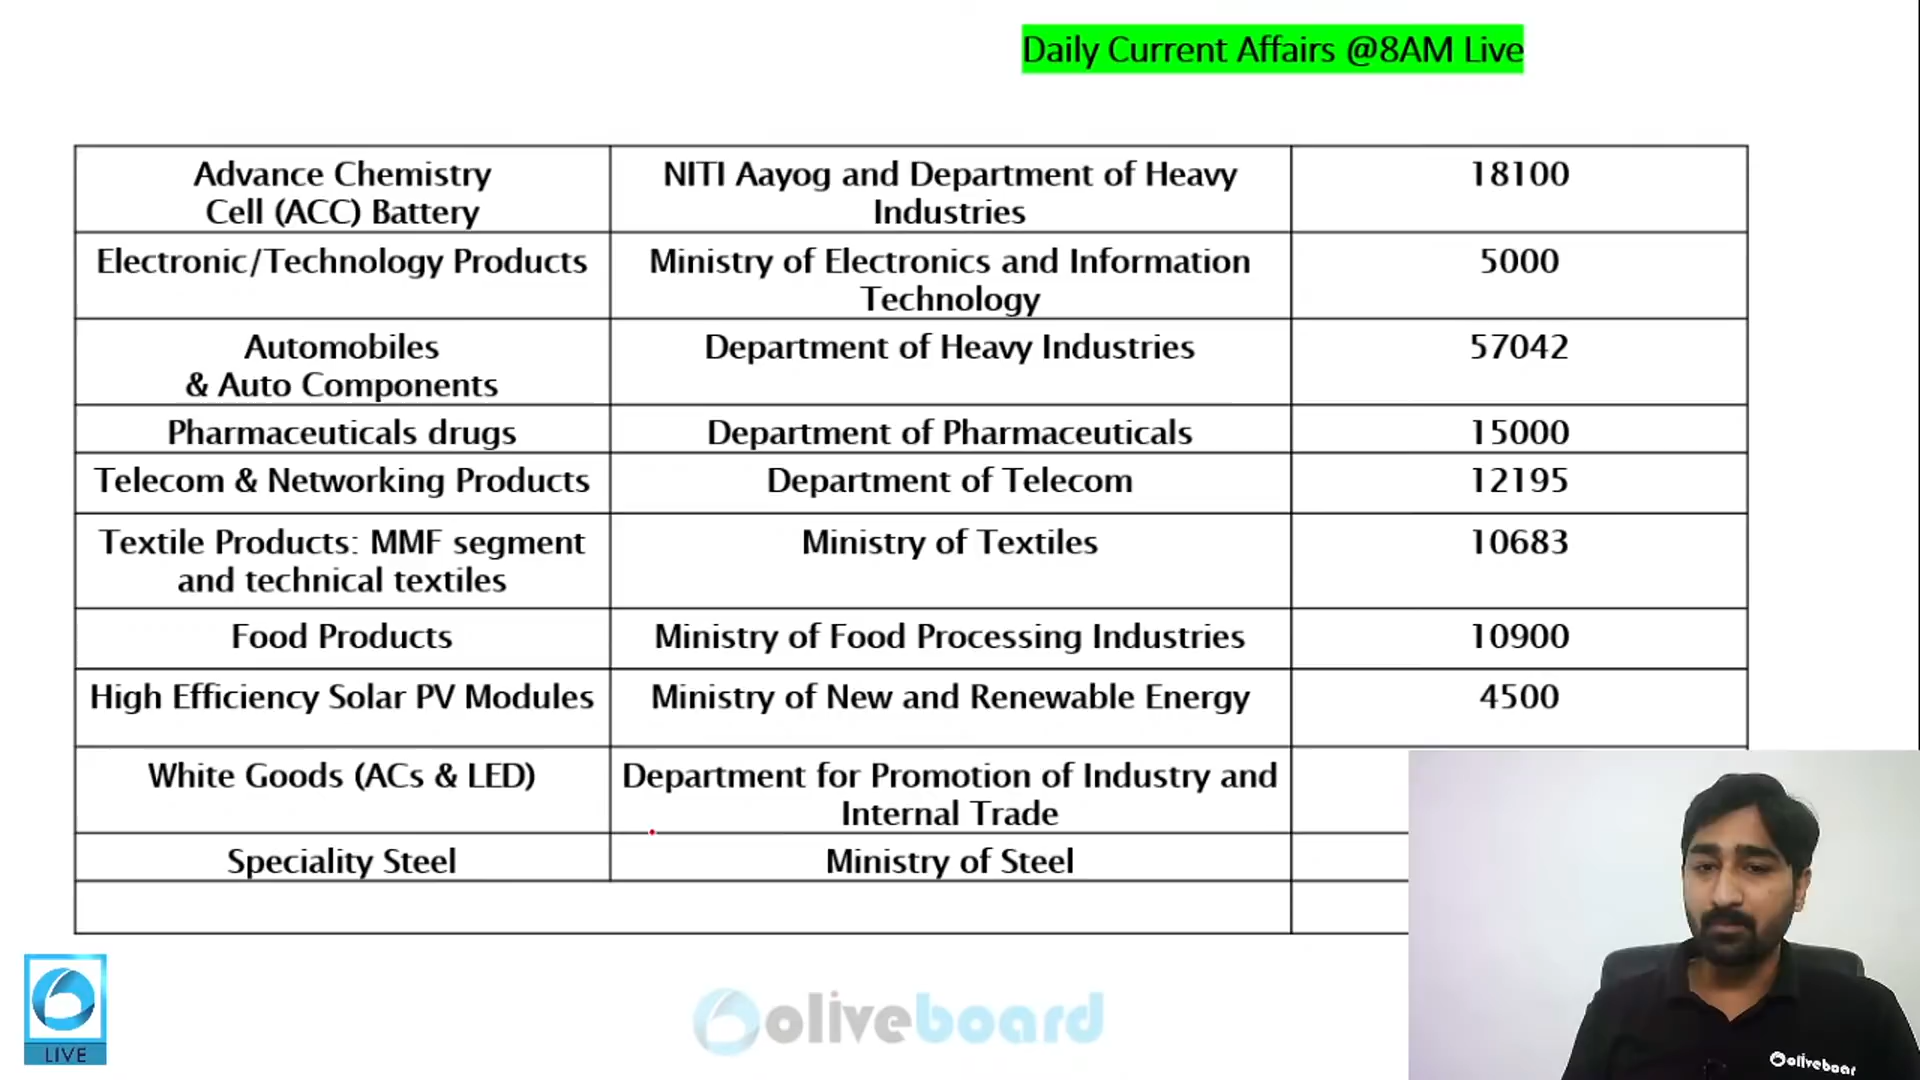 Daily Current Affairs @8AM Live
Advance Chemistry
Cell (ACC) Battery
NITI Aayog and Department of Heavy
Industries
18100
Electronic/Technology Products
Ministry of Electronics and Information
Technology
5000
Automobiles
& Auto Components
Department of Heavy Industries
57042
Pharmaceuticals drugs
Department of Pharmaceuticals
15000
Telecom & Networking Products
Department of Telecom
12195
Textile Products: MMF segment
and technical textiles
Ministry of Textiles
10683
Food Products
Ministry of Food Processing Industries
10900
High Efficiency Solar PV Modules
Ministry of New and Renewable Energy
4500
White Goods (ACs & LED)
Department for Promotion of Industry and
Internal Trade
Speciality Steel
Ministry of Steel
LIVE
oliveboard
oliveboar